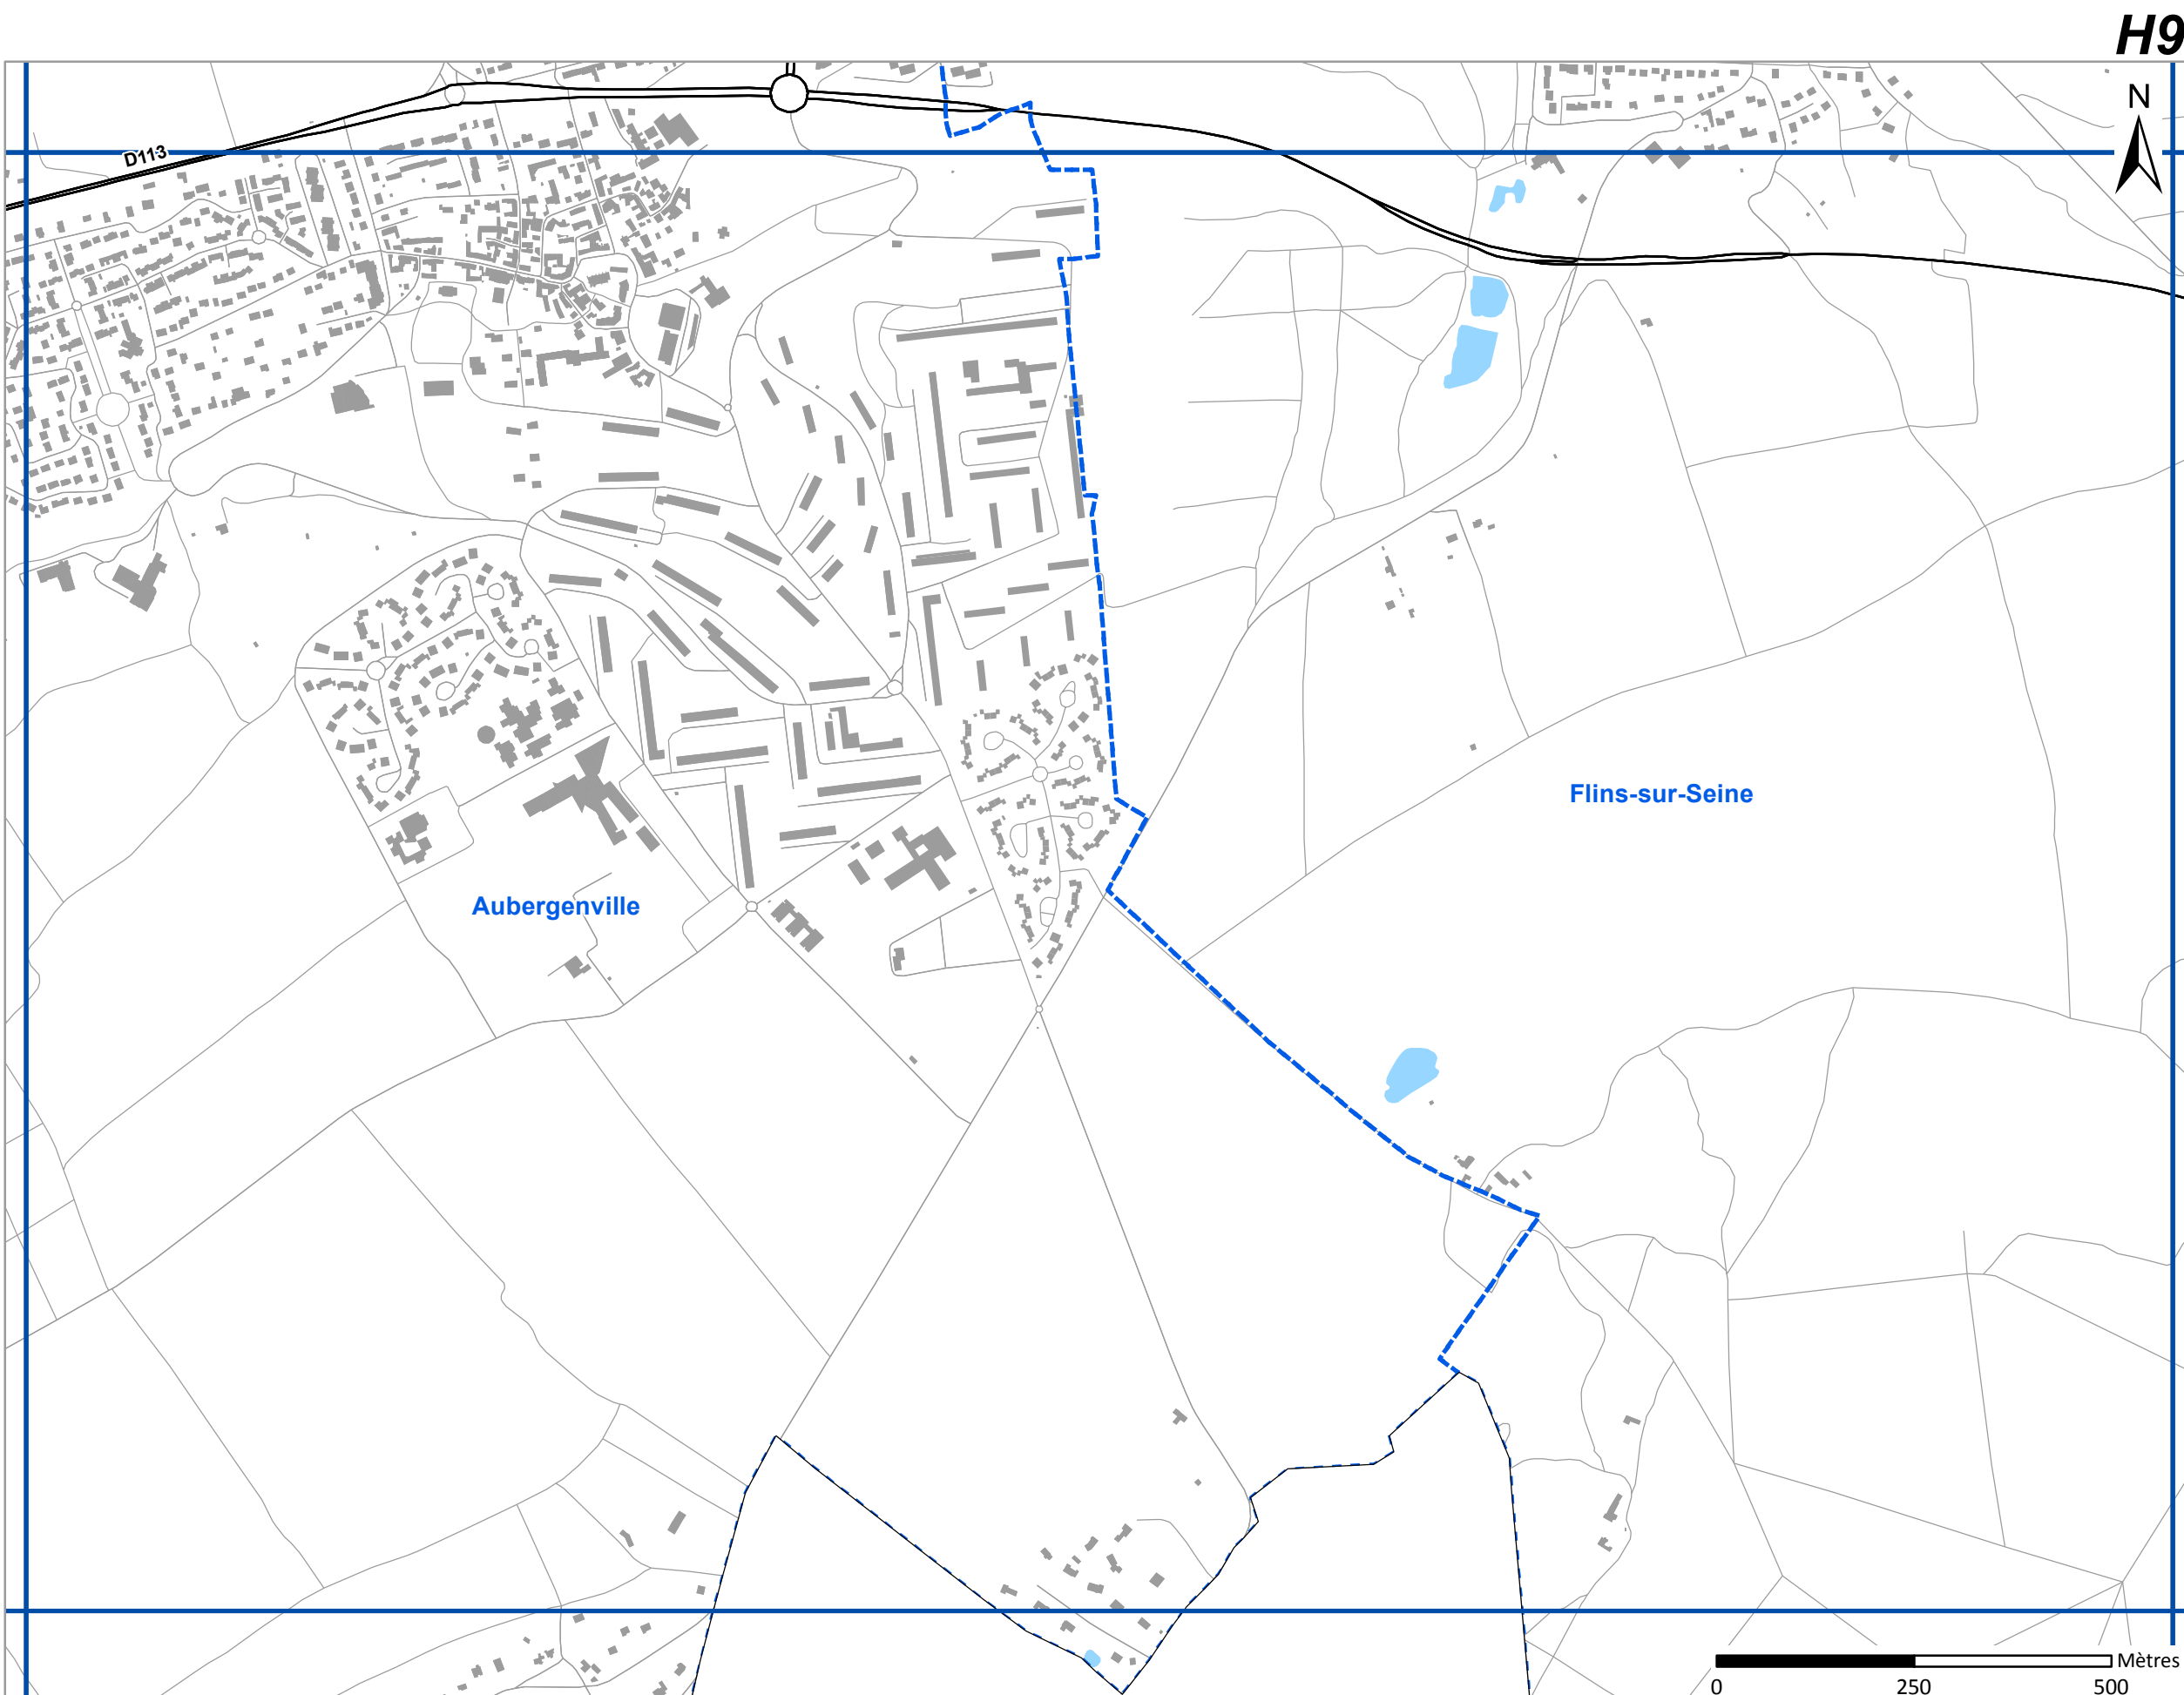 H9
N
D113
Flins-sur-Seine
Aubergenville
Mètres
0 250 500